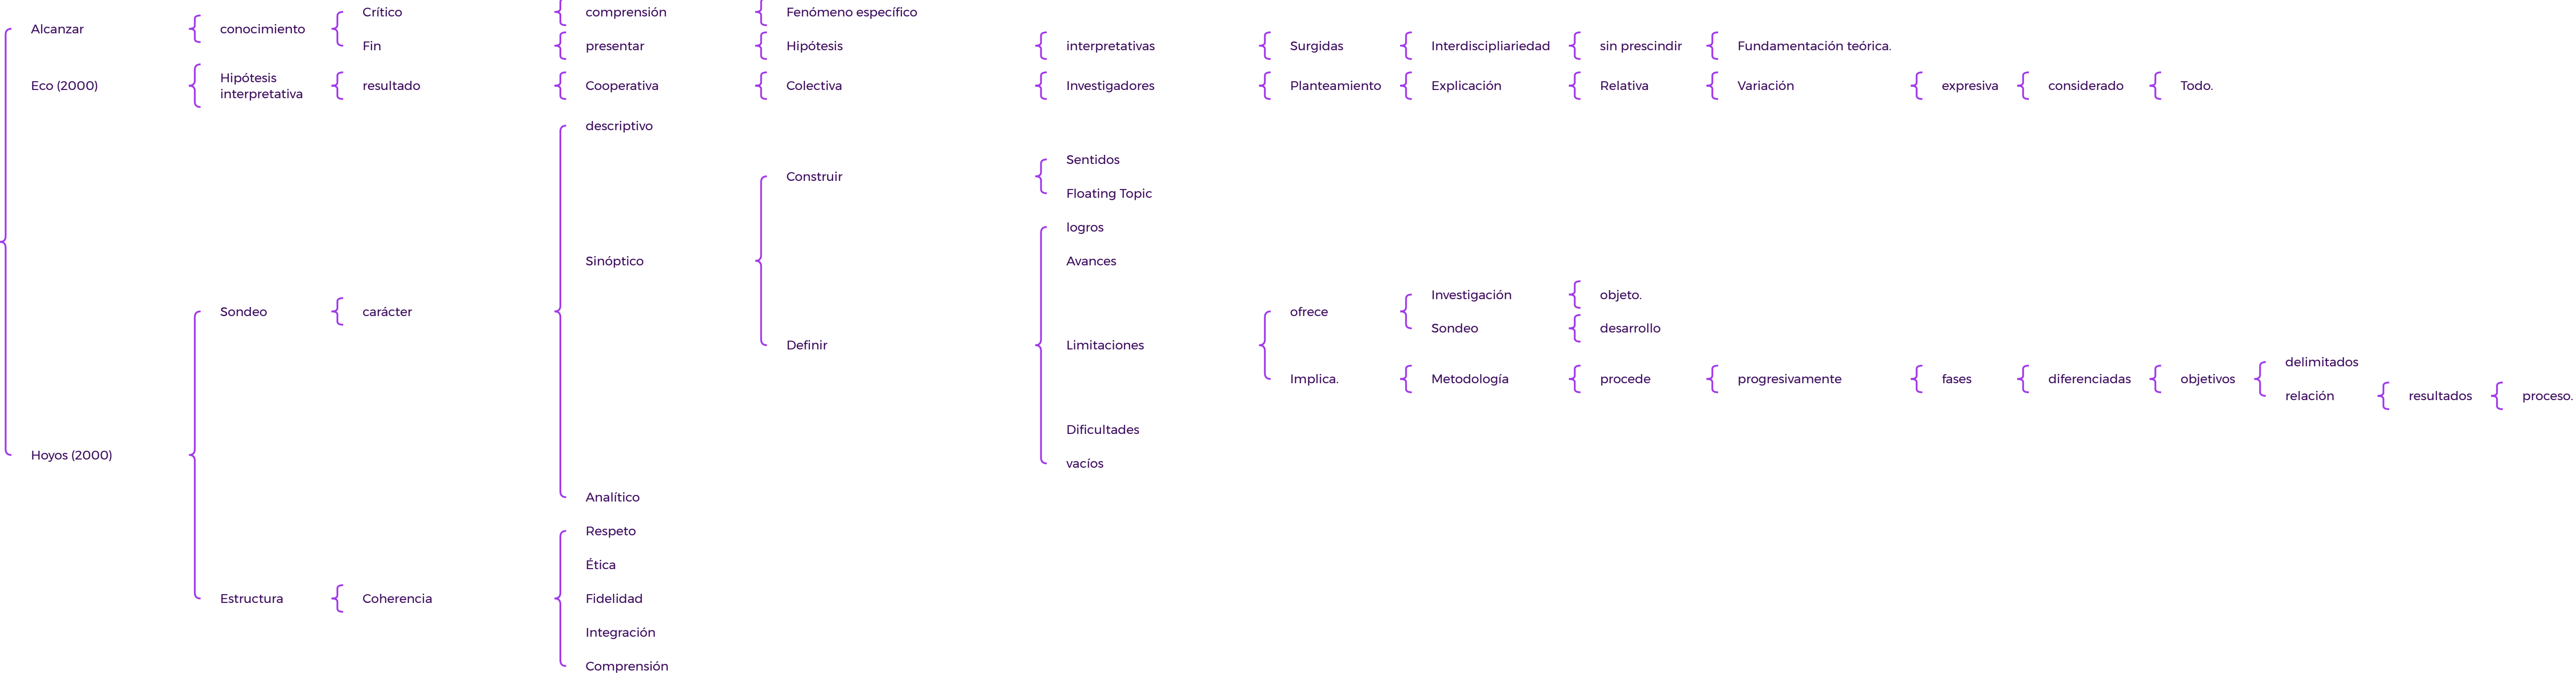 Alcanzar
conocimiento
Crítico
comprensión
Fenómeno específico
Fin
presentar
Hipótesis
interpretativas
Surgidas
Interdiscipliariedad
sin prescindir
Fundamentación teórica.
Eco (2000)
Hipótesis
interpretativa
resultado
Cooperativa
Colectiva
Investigadores
Planteamiento
Explicación
Relativa
Variación
expresiva
considerado
Todo.
Hoyos (2000)
Sondeo
carácter
descriptivo
Sinóptico
Construir
Sentidos
Floating Topic
Definir
logros
Avances
Limitaciones
ofrece
Investigación
objeto.
Sondeo
desarrollo
Implica.
Metodología
procede
progresivamente
fases
diferenciadas
objetivos
delimitados
relación
resultados
proceso.
Dificultades
vacíos
Analítico
Estructura
Coherencia
Respeto
Ética
Fidelidad
Integración
Comprensión